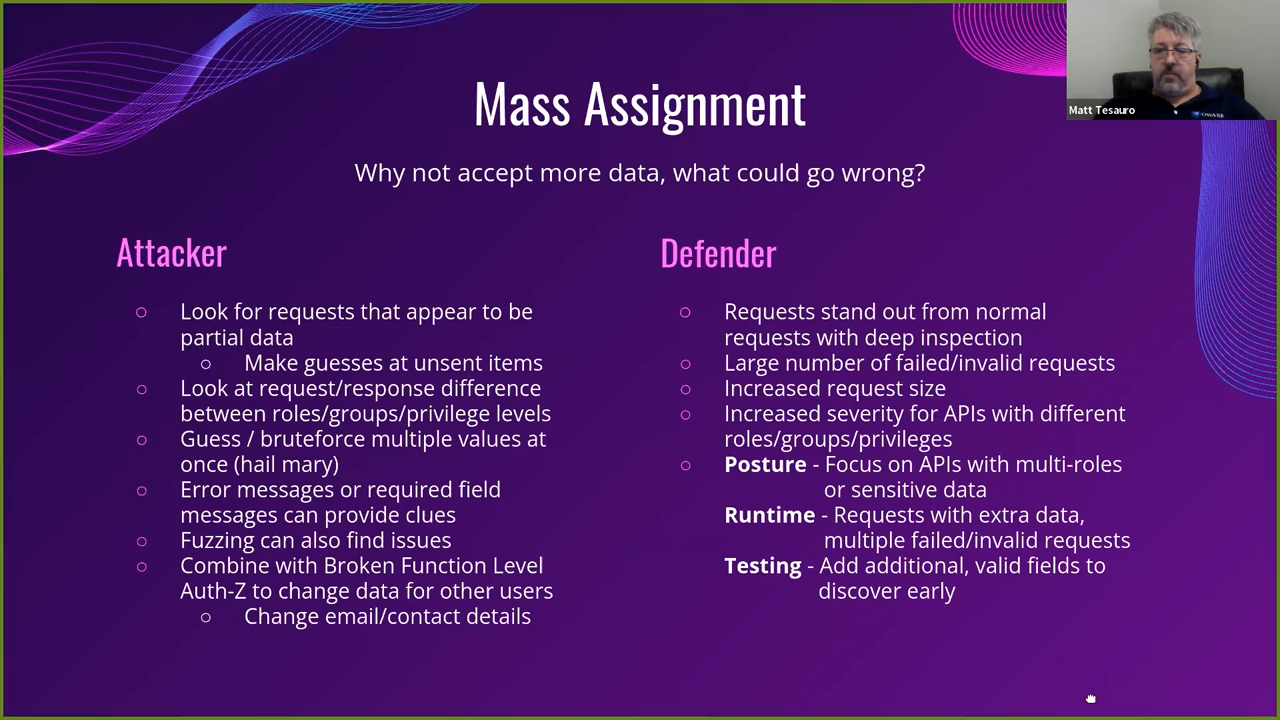 Mass Assignment
Why not accept more data, what could go wrong?
Matt Tesauro
OWASP
Attacker
Look for requests that appear to be
partial data
Make guesses at unsent items
Look at request/response difference
between roles/groups/privilege levels
Guess / bruteforce multiple values at
once (hail mary)
Error messages or required field
messages can provide clues
Fuzzing can also find issues
Combine with Broken Function Level
Auth-Z to change data for other users
Change email/contact details
Defender
Requests stand out from normal
requests with deep inspection
Large number of failed/invalid requests
Increased request size
Increased severity for APIs with different
roles/groups/privileges
Posture - Focus on APIs with multi-roles
or sensitive data
Runtime - Requests with extra data,
multiple failed/invalid requests
Testing - Add additional, valid fields to
discover early